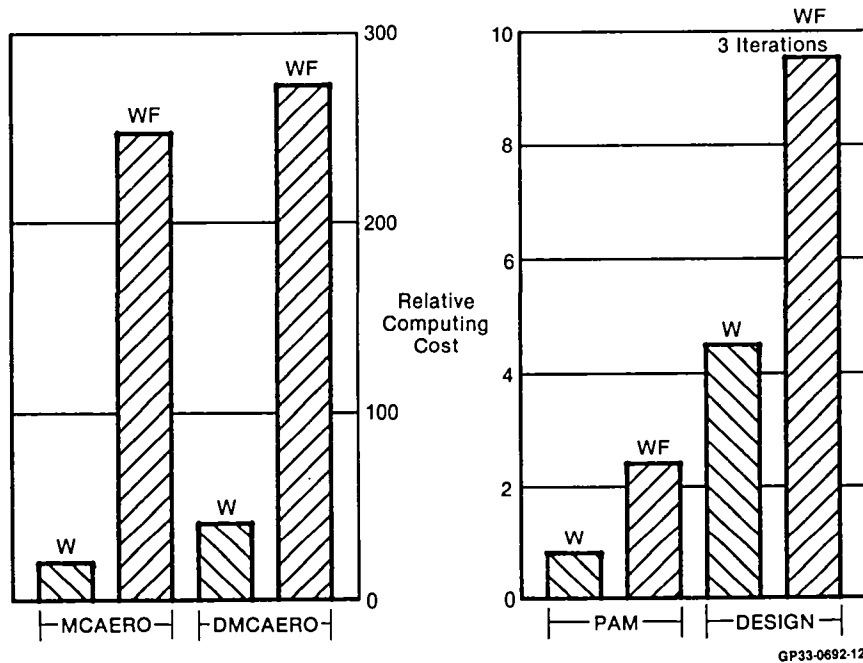 300
WF
WF
200
Relative
Computing
Cost
100
W
W
0
MCAERO
DMCAERO
10
WF
3 Iterations
8
6
W
4
WF
2
W
0
PAM
DESIGN
GP33-0692-12